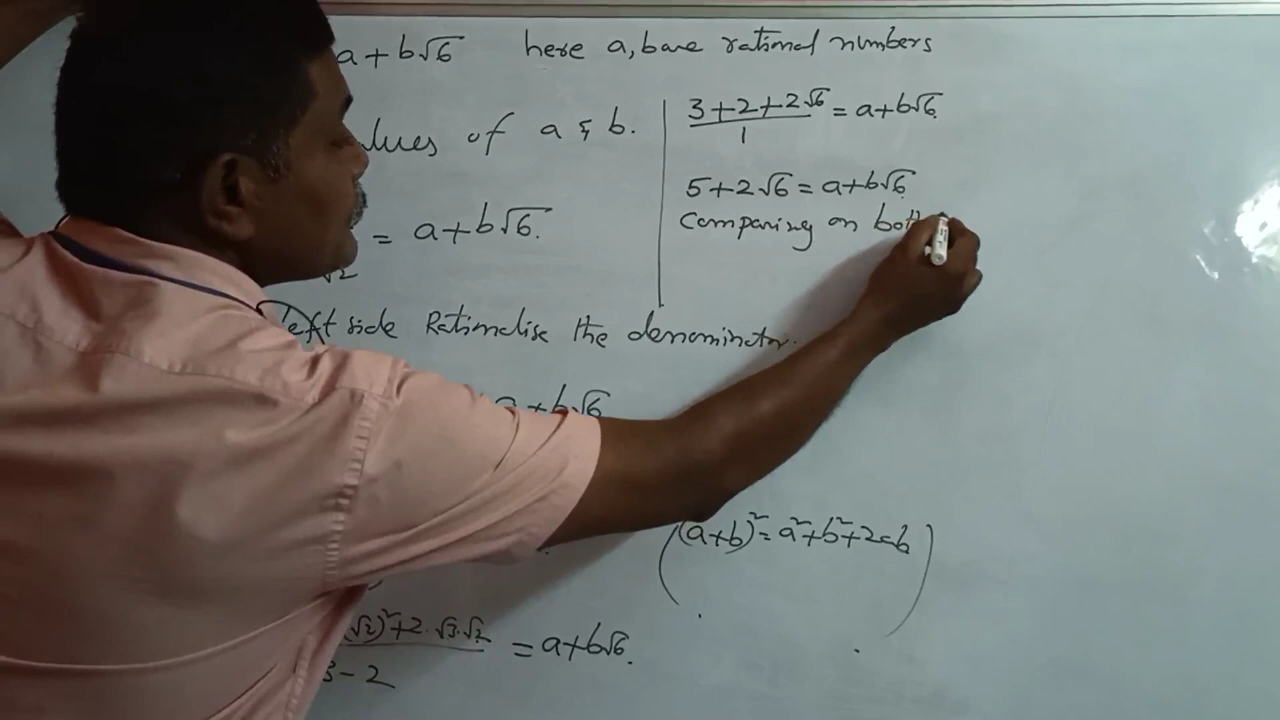 a+b√6 here a,b are rational numbers
lues of a & b.
= a+b√6.
√2
left side Rationalise the denominator.
a+b√6
(√2)²+2·√3·√2 = a+b√6.
3-2
3+2+2√6 = a+b√6.
1
5+2√6 = a+b√6.
Comparing on both
((a+b)² = a²+b²+2ab)